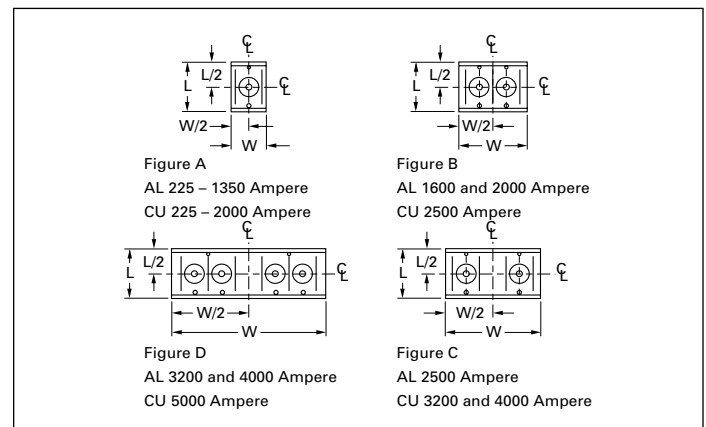 ℄
L/2
L
℄
W/2
W
Figure A
AL 225 – 1350 Ampere
CU 225 – 2000 Ampere
℄
L/2
L
℄
W/2
W
Figure B
AL 1600 and 2000 Ampere
CU 2500 Ampere
℄
L/2
L
℄
W/2
W
Figure D
AL 3200 and 4000 Ampere
CU 5000 Ampere
℄
L/2
L
℄
W/2
W
Figure C
AL 2500 Ampere
CU 3200 and 4000 Ampere